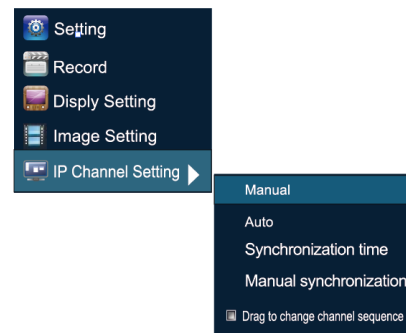 Setting
Record
Disply Setting
Image Setting
IP Channel Setting
Manual
Auto
Synchronization time
Manual synchronization
Drag to change channel sequence